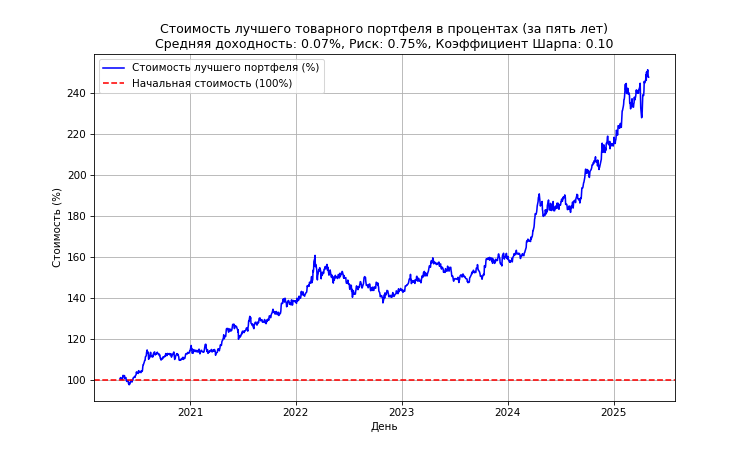 Стоимость лучшего товарного портфеля в процентах (за пять лет)
Средняя доходность: 0.07%, Риск: 0.75%, Коэффициент Шарпа: 0.10
Стоимость лучшего портфеля (%)
Начальная стоимость (100%)
Стоимость (%)
240
220
200
180
160
140
120
100
2021
2022
2023
2024
2025
День